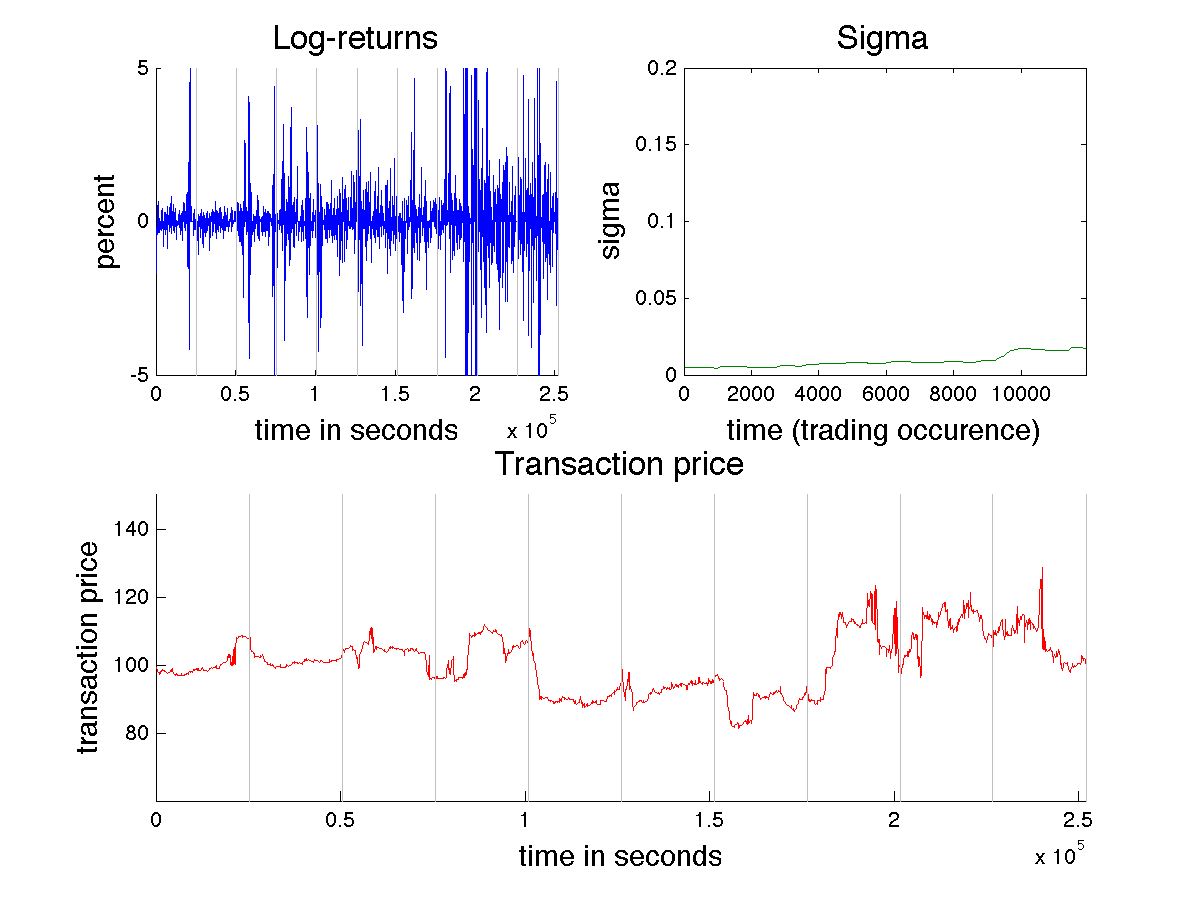 Log-returns
Sigma
5
0
-5
percent
0 0.5 1 1.5 2 2.5
x 10^5
time in seconds
0.2
0.15
0.1
0.05
0
sigma
0 2000 4000 6000 8000 10000
time (trading occurence)
Transaction price
140
120
100
80
transaction price
0 0.5 1 1.5 2 2.5
x 10^5
time in seconds